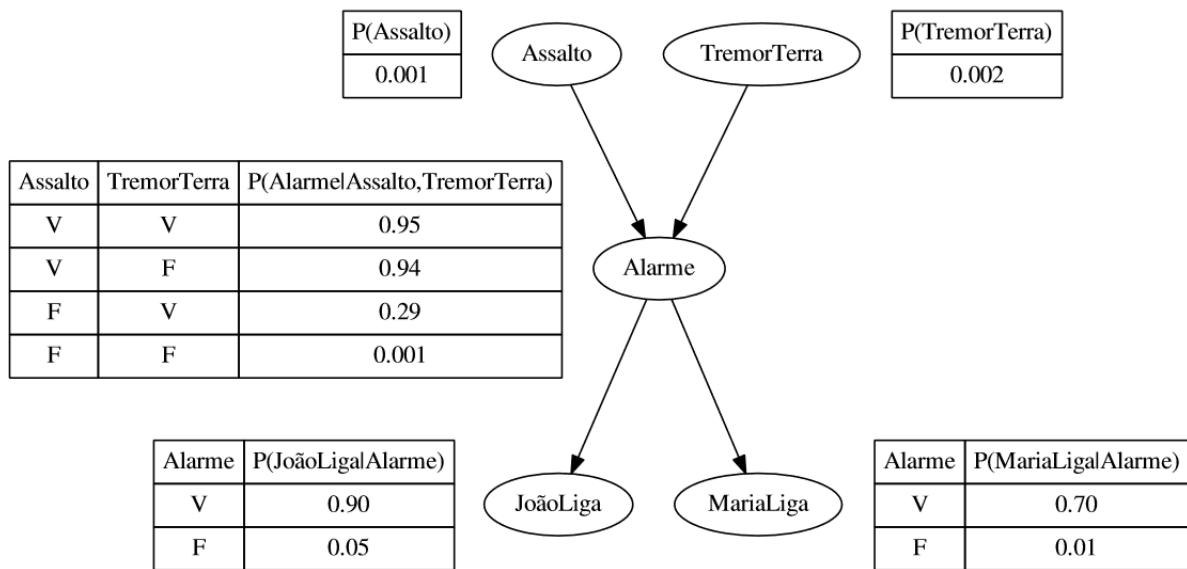 P(Assalto)
0.001
Assalto
TremorTerra
P(TremorTerra)
0.002
Assalto TremorTerra P(Alarme|Assalto,TremorTerra)
V V 0.95
V F 0.94
F V 0.29
F F 0.001
Alarme
Alarme P(JoãoLiga|Alarme)
V 0.90
F 0.05
JoãoLiga
MariaLiga
Alarme P(MariaLiga|Alarme)
V 0.70
F 0.01